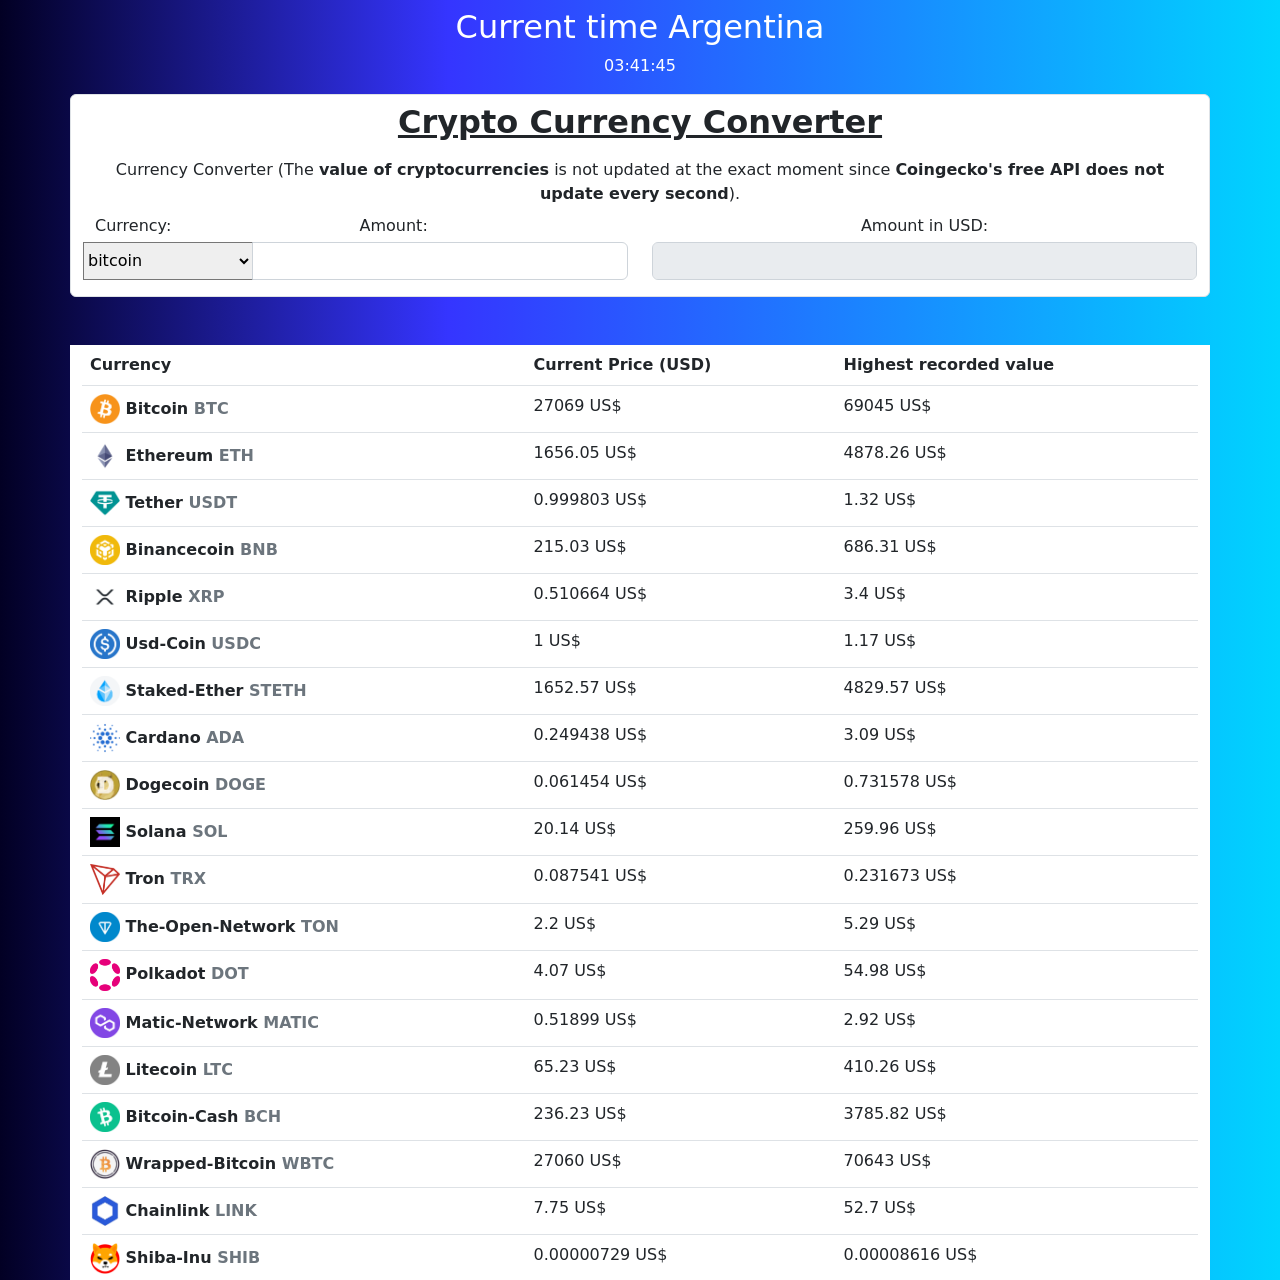 Current time Argentina
03:41:45
Crypto Currency Converter
Currency Converter (The value of cryptocurrencies is not updated at the exact moment since Coingecko's free API does not
update every second).
Currency: Amount: Amount in USD:
bitcoin
Currency Current Price (USD) Highest recorded value
Bitcoin BTC 27069 US$ 69045 US$
Ethereum ETH 1656.05 US$ 4878.26 US$
Tether USDT 0.999803 US$ 1.32 US$
Binancecoin BNB 215.03 US$ 686.31 US$
Ripple XRP 0.510664 US$ 3.4 US$
Usd-Coin USDC 1 US$ 1.17 US$
Staked-Ether STETH 1652.57 US$ 4829.57 US$
Cardano ADA 0.249438 US$ 3.09 US$
Dogecoin DOGE 0.061454 US$ 0.731578 US$
Solana SOL 20.14 US$ 259.96 US$
Tron TRX 0.087541 US$ 0.231673 US$
The-Open-Network TON 2.2 US$ 5.29 US$
Polkadot DOT 4.07 US$ 54.98 US$
Matic-Network MATIC 0.51899 US$ 2.92 US$
Litecoin LTC 65.23 US$ 410.26 US$
Bitcoin-Cash BCH 236.23 US$ 3785.82 US$
Wrapped-Bitcoin WBTC 27060 US$ 70643 US$
Chainlink LINK 7.75 US$ 52.7 US$
Shiba-Inu SHIB 0.00000729 US$ 0.00008616 US$